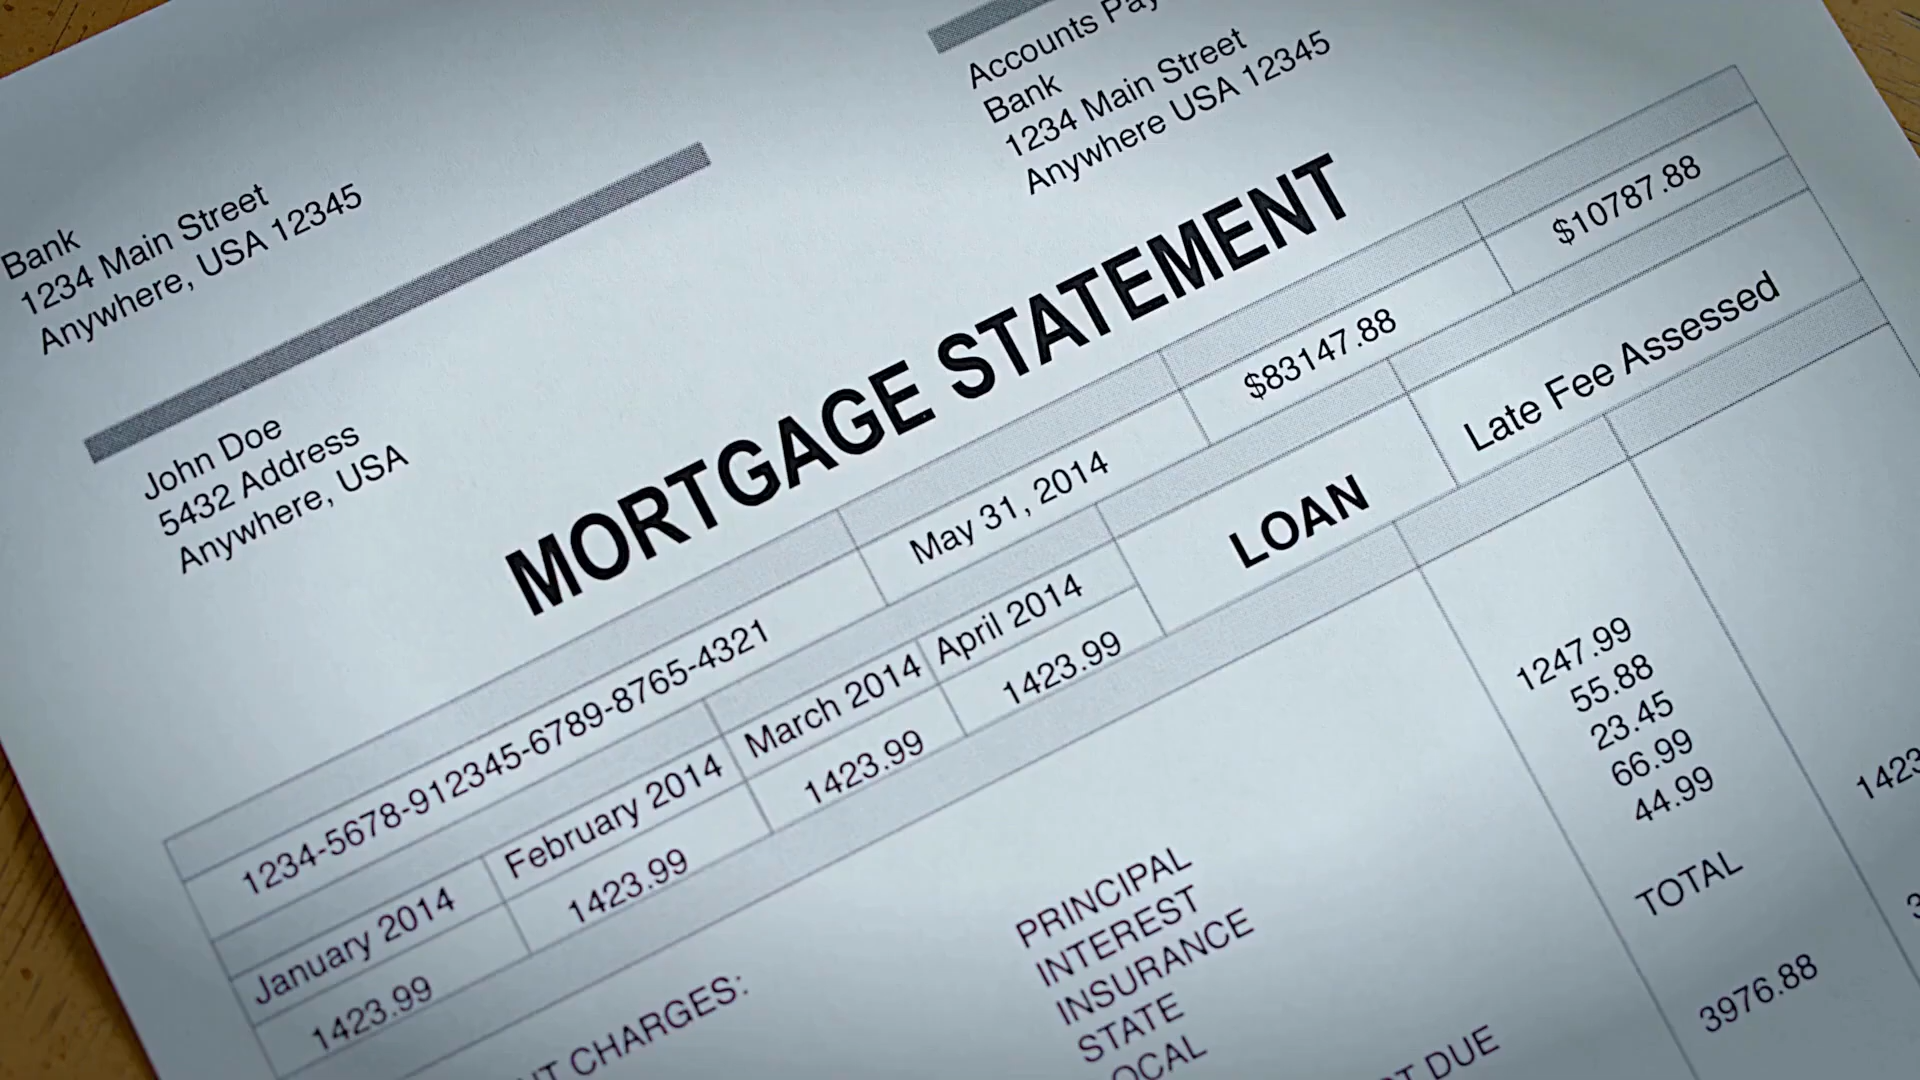 Accounts
Bank
1234 Main Street
Anywhere USA 12345
Bank
1234 Main Street
Anywhere, USA 12345
John Doe
5432 Address
Anywhere, USA
MORTGAGE STATEMENT
1234-5678-912345-6789-8765-4321
May 31, 2014
$83147.88
$10787.88
January 2014
February 2014
March 2014
April 2014
LOAN
Late Fee Assessed
1423.99
1423.99
1423.99
1423.99
CHARGES:
PRINCIPAL
INTEREST
INSURANCE
STATE
1247.99
55.88
23.45
66.99
44.99
TOTAL
DUE
3976.88